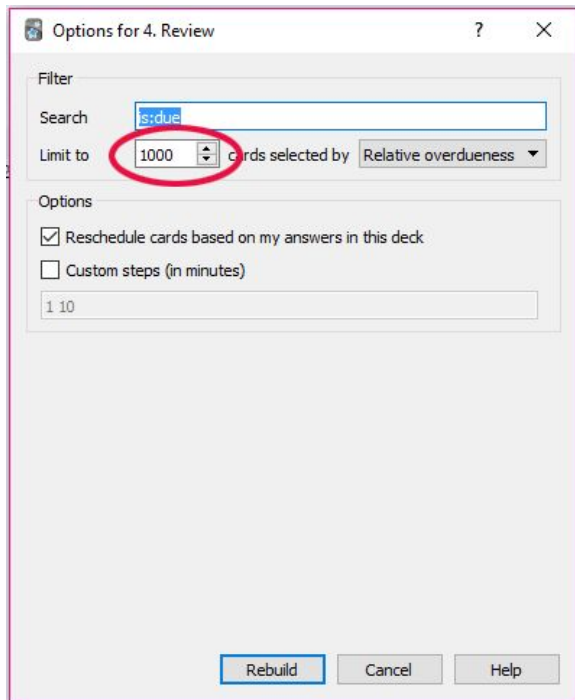 Options for 4. Review ?
Filter
Search is:due
Limit to 1000 cards selected by Relative overdueness
Options
Reschedule cards based on my answers in this deck
Custom steps (in minutes)
1 10
Rebuild Cancel Help